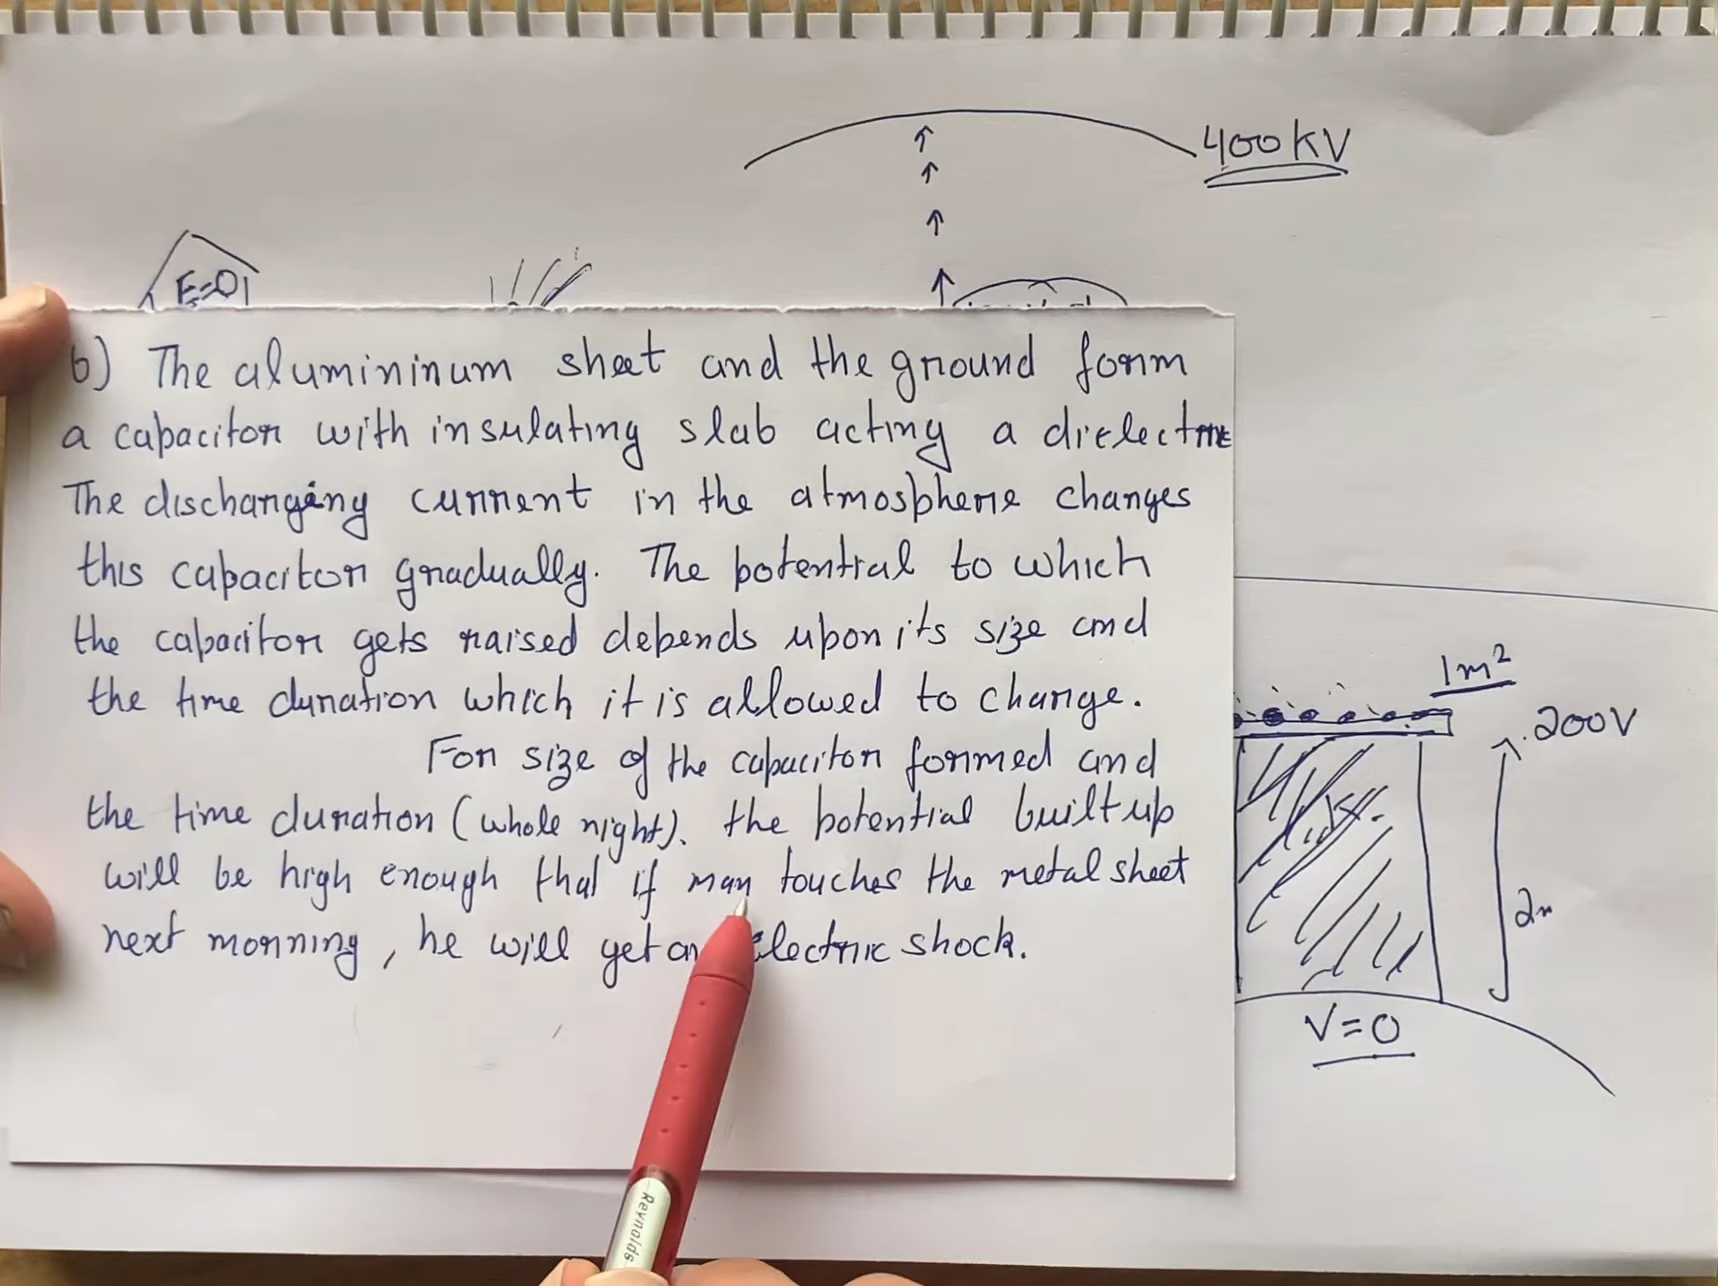 400KV
E=0
b) The alumininum sheet and the ground form
a capacitor with insulating slab acting a dielectric
The discharging current in the atmosphere changes
this capacitor gradually. The potential to which
the capacitor gets raised depends upon its size and
the time duration which it is allowed to change.
For size of the capacitor formed and
the time duration (whole night). the potential built up
will be high enough that if man touches the metal sheet
next morning, he will get an electric shock.
1m²
200V
2m
V=0
Reynolds